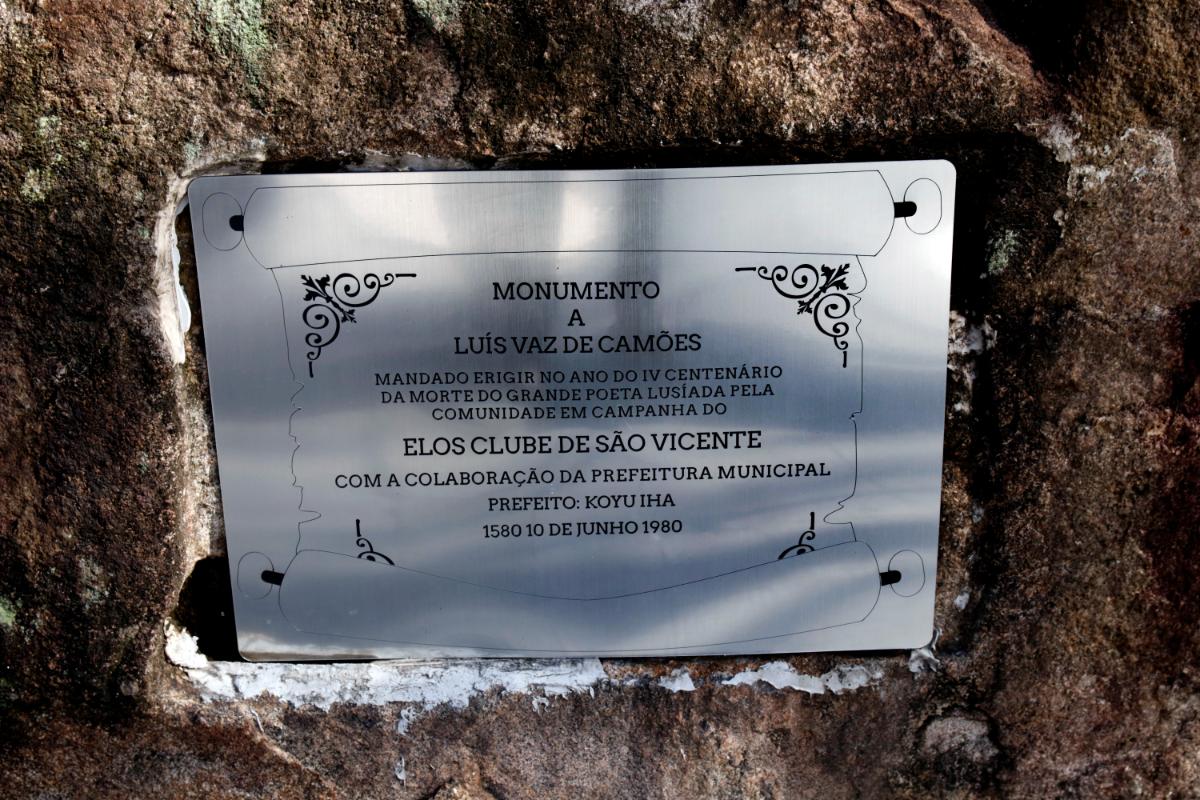 MONUMENTO
A
LUÍS VAZ DE CAMÕES
MANDADO ERIGIR NO ANO DO IV CENTENÁRIO
DA MORTE DO GRANDE POETA LUSÍADA PELA
COMUNIDADE EM CAMPANHA DO
ELOS CLUBE DE SÃO VICENTE
COM A COLABORAÇÃO DA PREFEITURA MUNICIPAL
PREFEITO: KOYU IHA
1580 10 DE JUNHO 1980